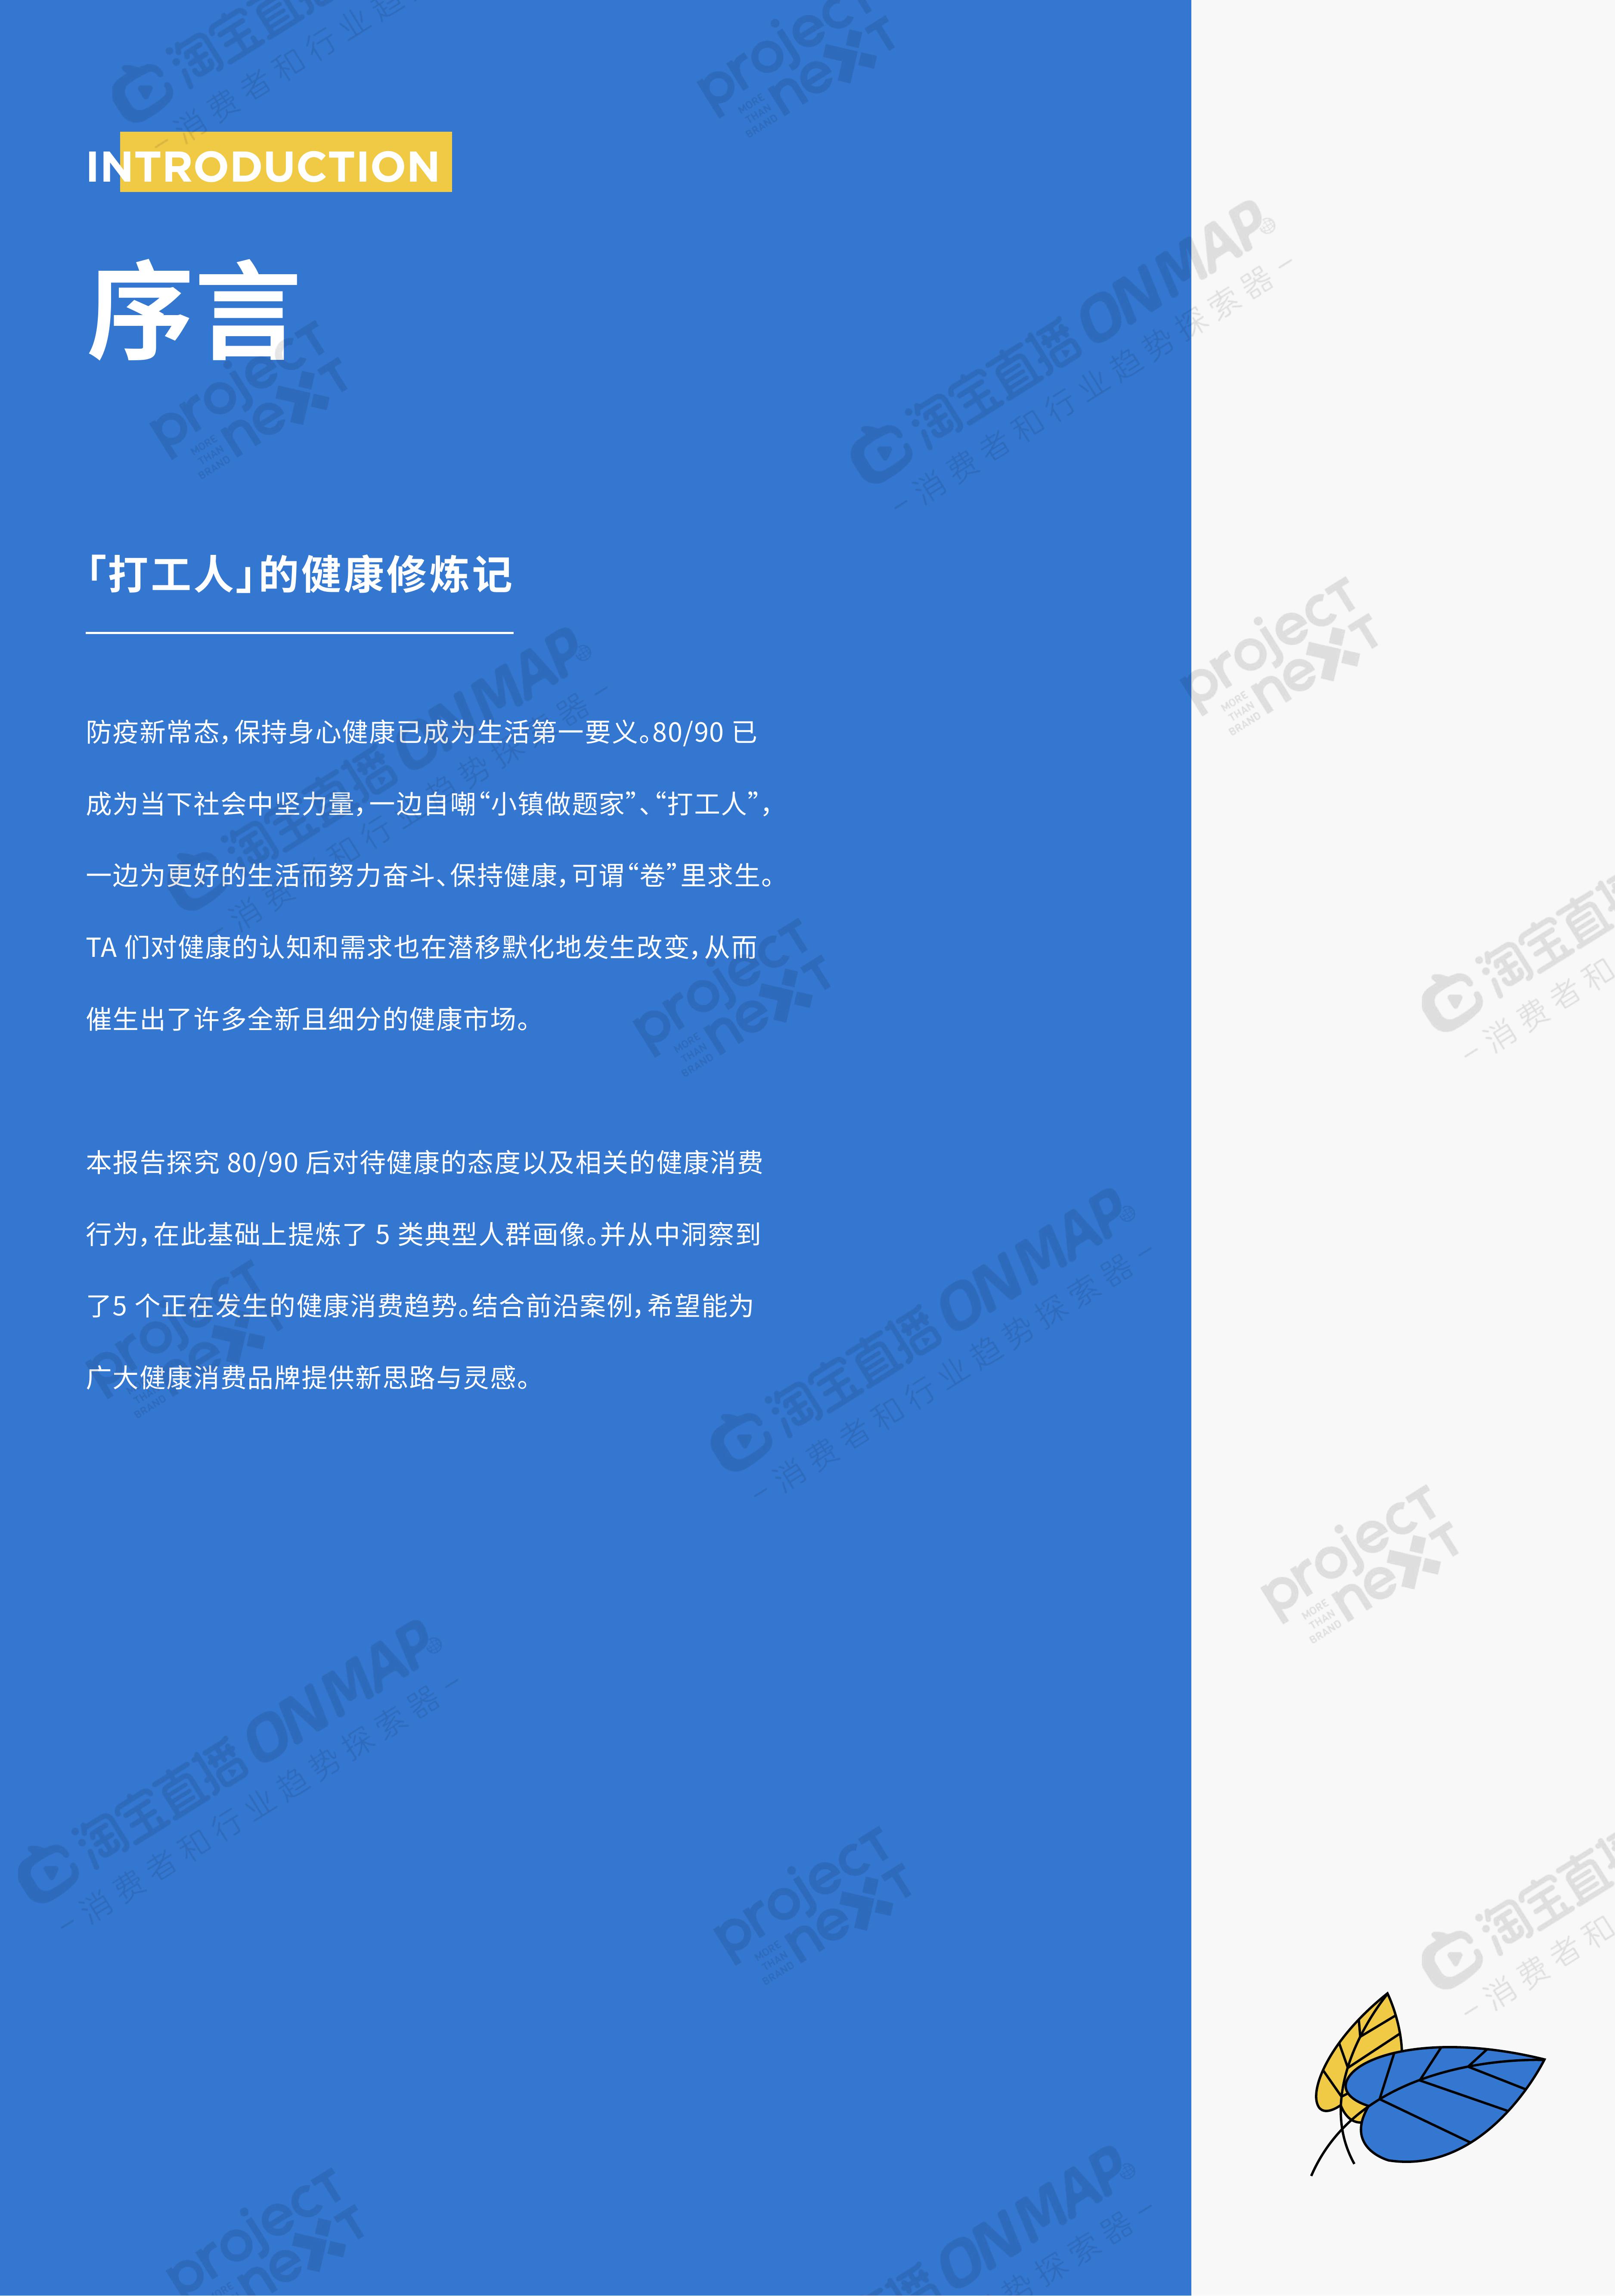 INTRODUCTION
序言
「打工人」的健康修炼记
防疫新常态，保持身心健康已成为生活第一要义。80/90 已
成为当下社会中坚力量，一边自嘲“小镇做题家”、“打工人”，
一边为更好的生活而努力奋斗、保持健康，可谓“卷”里求生。
TA 们对健康的认知和需求也在潜移默化地发生改变，从而
催生出了许多全新且细分的健康市场。
本报告探究 80/90 后对待健康的态度以及相关的健康消费
行为，在此基础上提炼了 5 类典型人群画像。并从中洞察到
了5 个正在发生的健康消费趋势。结合前沿案例，希望能为
广大健康消费品牌提供新思路与灵感。
淘宝直播 ONMAP
－消费者和行业趋势探索器－
projecT
neXT
MORE
THAN
BRAND